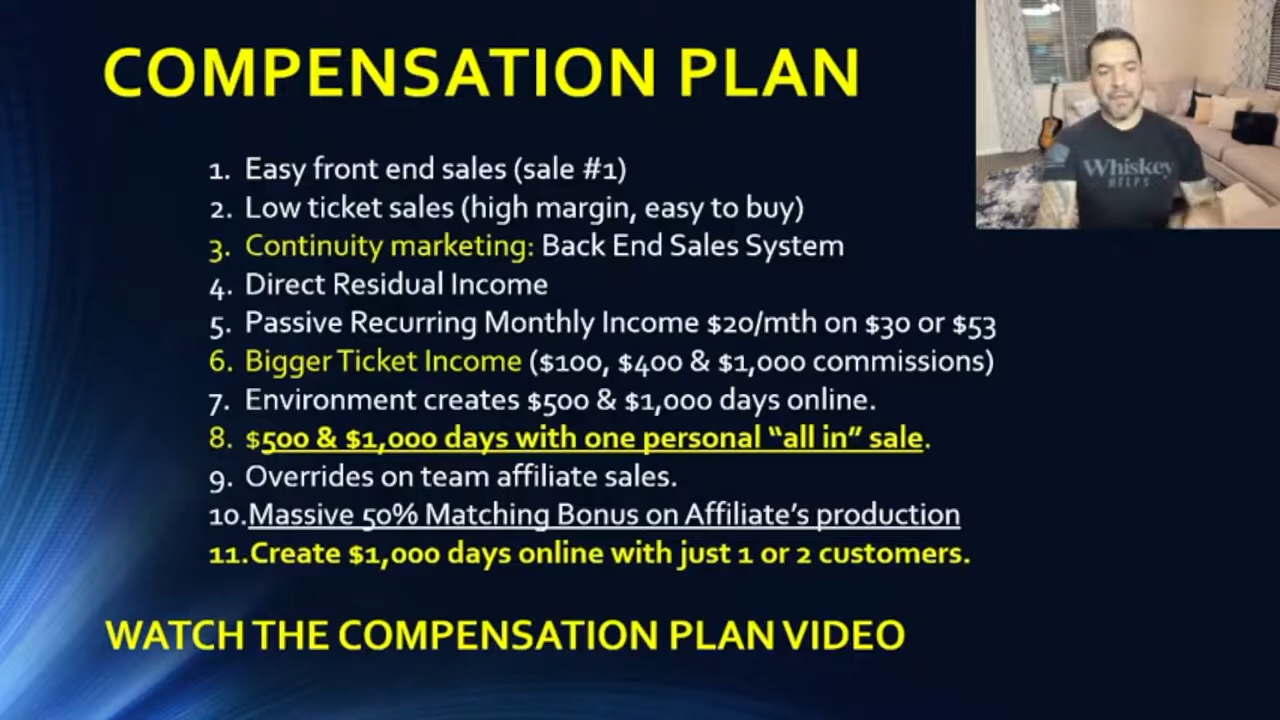 COMPENSATION PLAN
1. Easy front end sales (sale #1)
2. Low ticket sales (high margin, easy to buy)
3. Continuity marketing: Back End Sales System
4. Direct Residual Income
5. Passive Recurring Monthly Income $20/mth on $30 or $53
6. Bigger Ticket Income ($100, $400 & $1,000 commissions)
7. Environment creates $500 & $1,000 days online.
8. $500 & $1,000 days with one personal “all in” sale.
9. Overrides on team affiliate sales.
10.Massive 50% Matching Bonus on Affiliate’s production
11.Create $1,000 days online with just 1 or 2 customers.
WATCH THE COMPENSATION PLAN VIDEO
Whiskey
HELPS